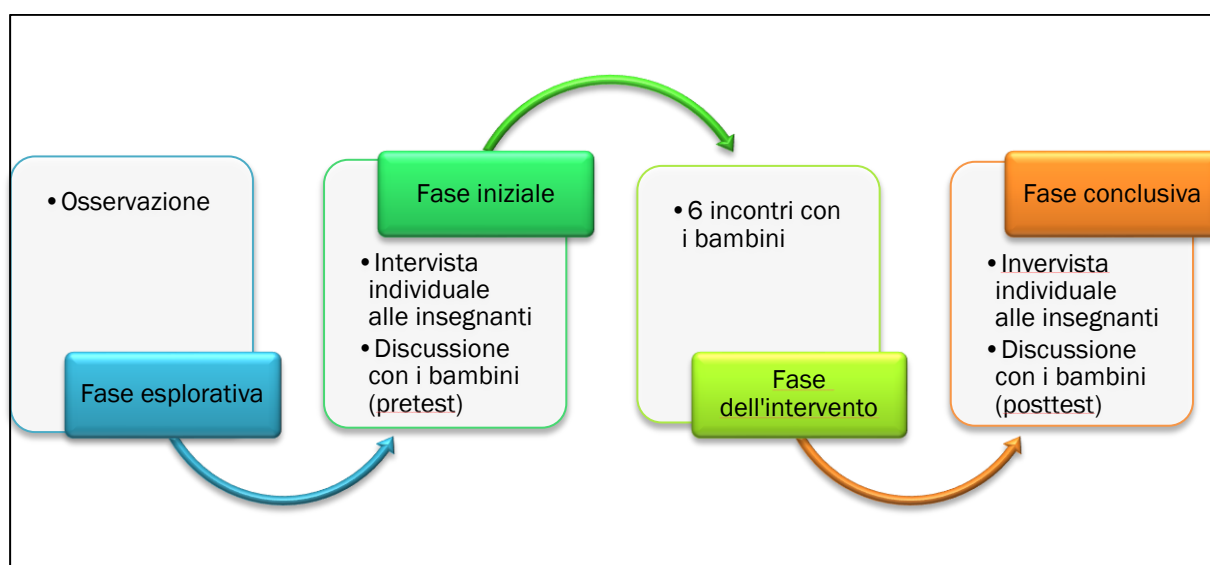 • Osservazione
Fase esplorativa
Fase iniziale
• Intervista
individuale
alle insegnanti
• Discussione
con i bambini
(pretest)
• 6 incontri con
i bambini
Fase
dell'intervento
Fase conclusiva
• Invervista
individuale
alle insegnanti
• Discussione
con i bambini
(posttest)